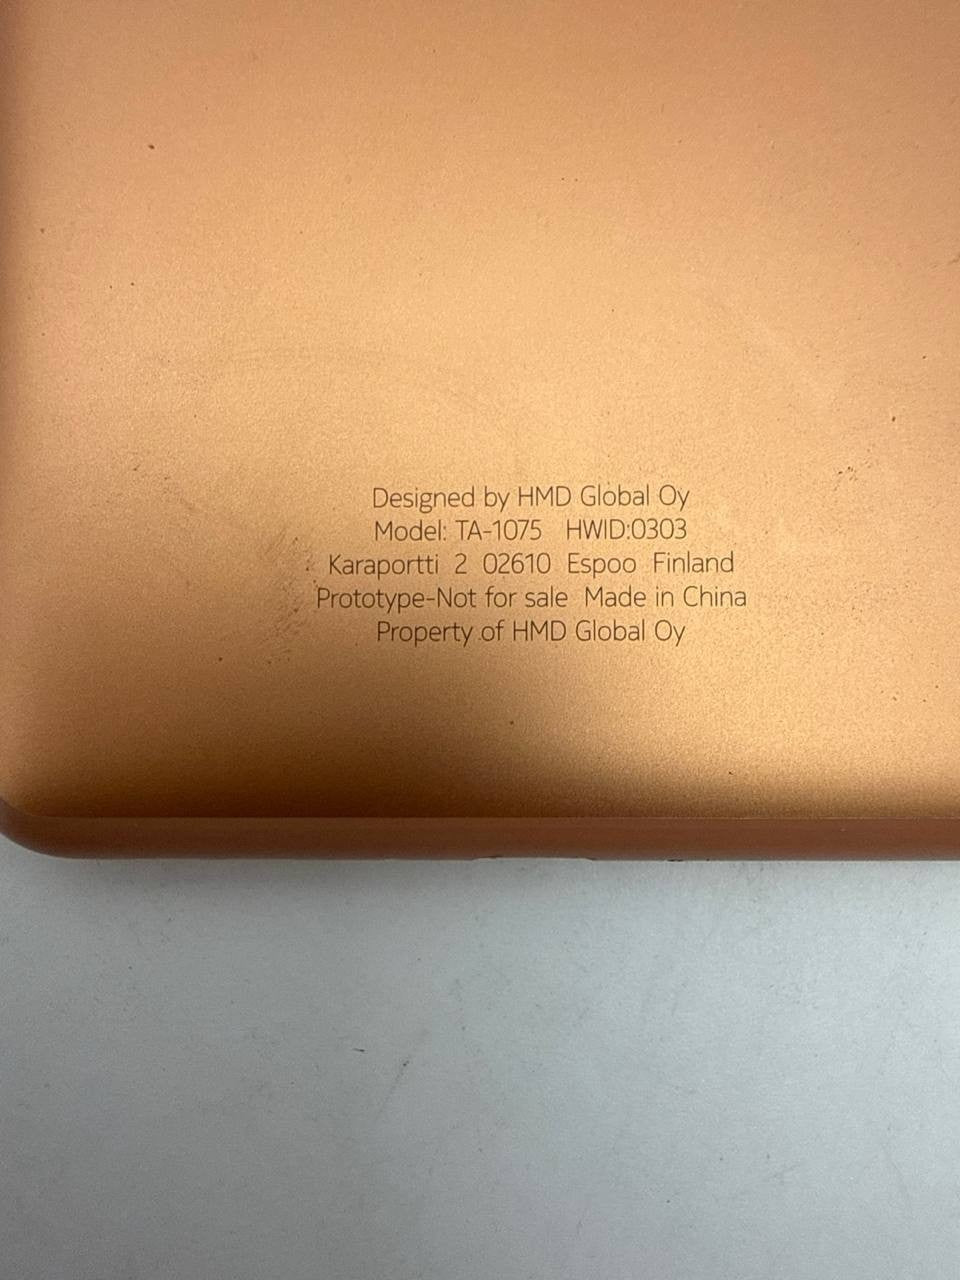 Designed by HMD Global Oy
Model: TA-1075 HWID:0303
Karaportti 2 02610 Espoo Finland
Prototype-Not for sale Made in China
Property of HMD Global Oy